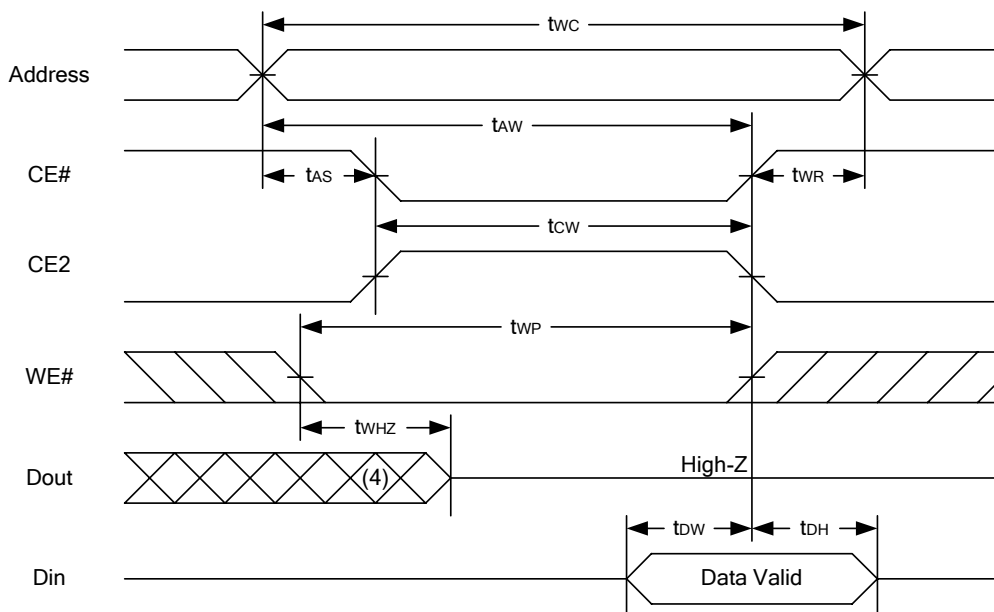 tWC
Address
tAW
CE#
tAS
tWR
tCW
CE2
tWP
WE#
tWHZ
Dout
(4)
High-Z
tDW
tDH
Din
Data Valid